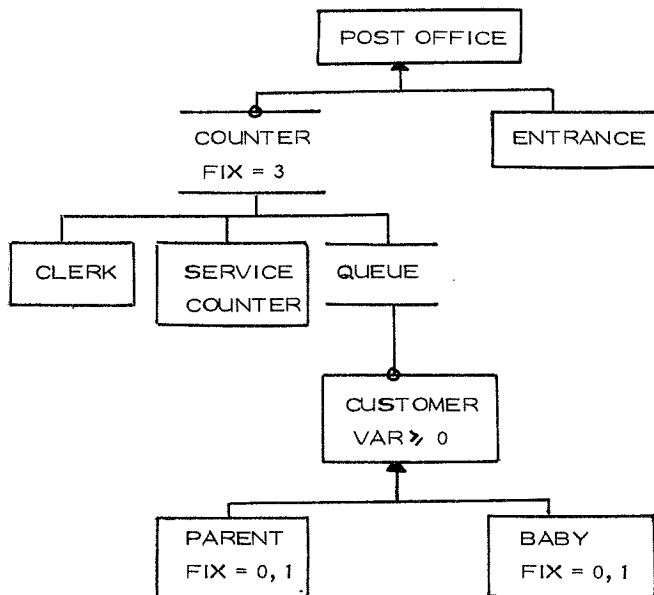 POST OFFICE
COUNTER
FIX = 3
ENTRANCE
CLERK
SERVICE
COUNTER
QUEUE
CUSTOMER
VAR ⩾ 0
PARENT
FIX = 0, 1
BABY
FIX = 0, 1